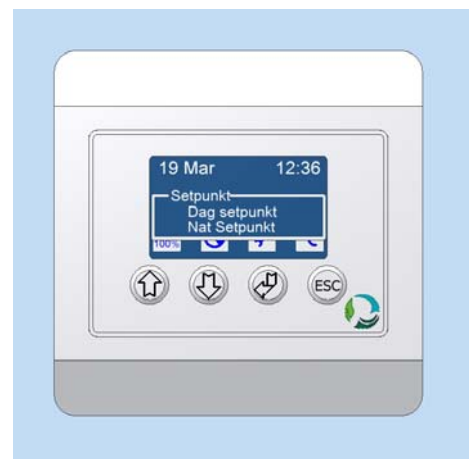 19 Mar 12:36
Setpunkt
Dag setpunkt
Nat Setpunkt
100%
ESC